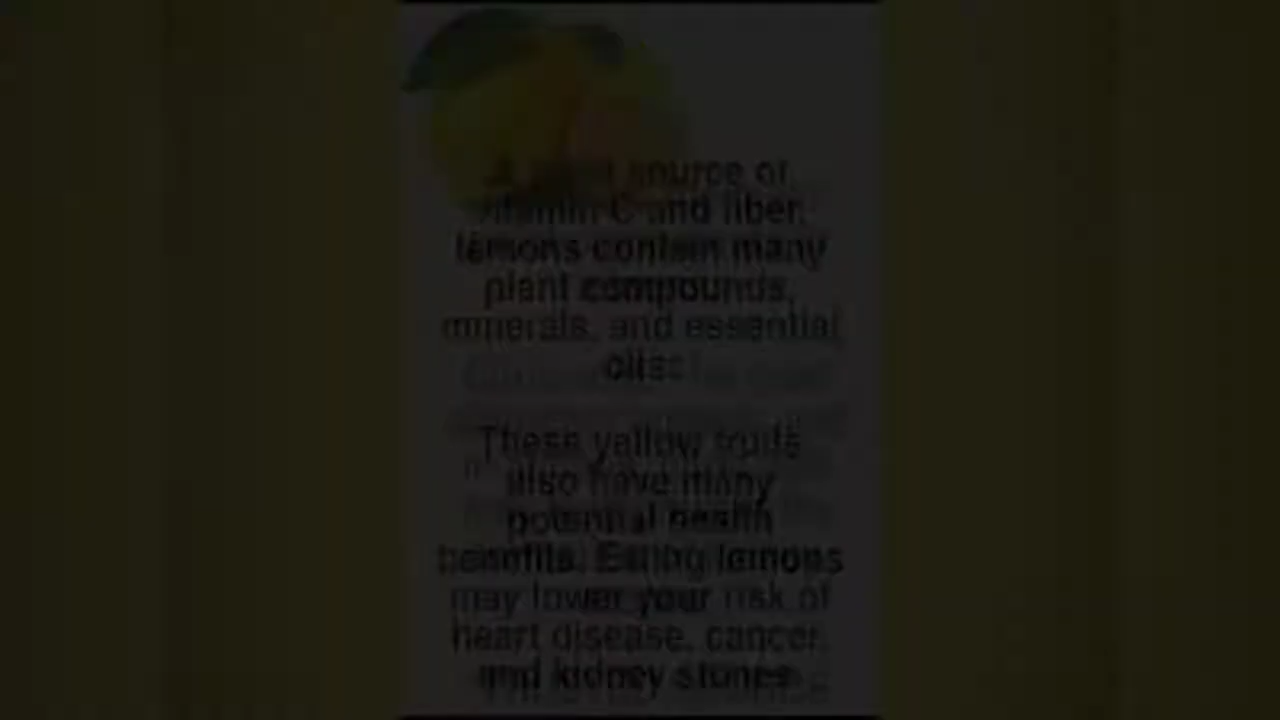 A good source of
vitamin C and fiber,
lemons contain many
plant compounds,
minerals, and essential
oils
These yellow fruits
also have many
potential health
benefits. Eating lemons
may lower your risk of
heart disease, cancer,
and kidney stones.